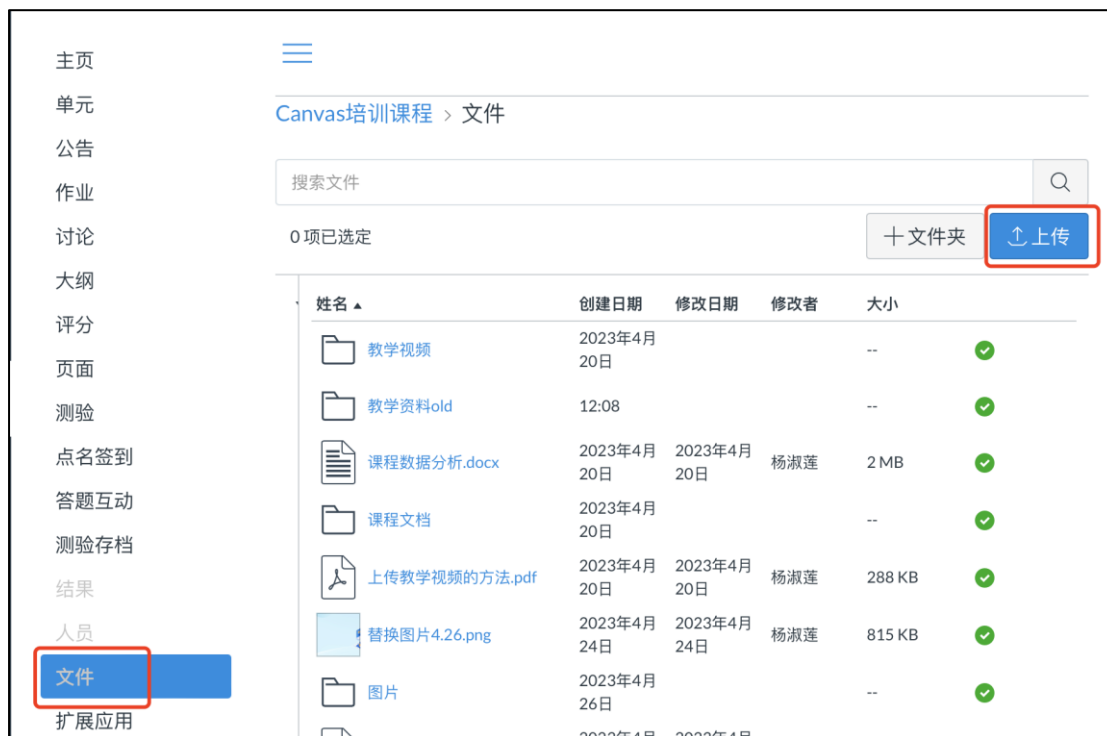 主页
单元
公告
作业
讨论
大纲
评分
页面
测验
点名签到
答题互动
测验存档
结果
人员
文件
扩展应用
Canvas培训课程 > 文件
搜索文件
0 项已选定
+文件夹
上传
姓名 创建日期 修改日期 修改者 大小
教学视频 2023年4月20日 --
教学资料old 12:08 --
课程数据分析.docx 2023年4月20日 2023年4月20日 杨淑莲 2 MB
课程文档 2023年4月20日 --
上传教学视频的方法.pdf 2023年4月20日 2023年4月20日 杨淑莲 288 KB
替换图片4.26.png 2023年4月24日 2023年4月24日 杨淑莲 815 KB
图片 2023年4月26日 --